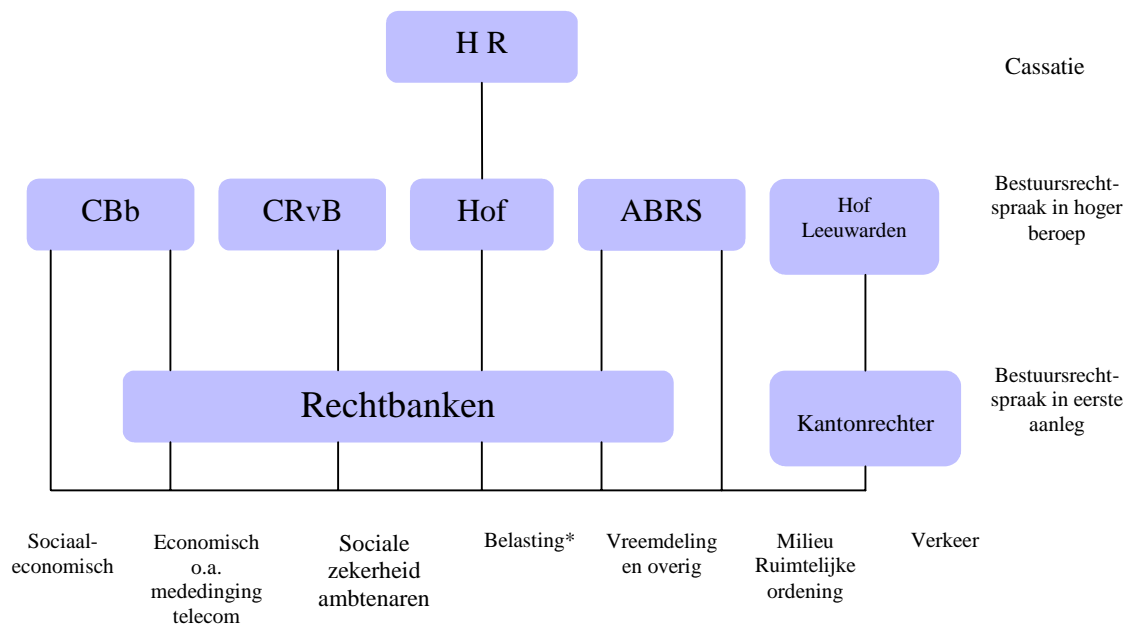 H R
Cassatie
CBb
CRvB
Hof
ABRS
Hof
Leeuwarden
Bestuursrecht-
spraak in hoger
beroep
Rechtbanken
Kantonrechter
Bestuursrecht-
spraak in eerste
aanleg
Sociaal-
economisch
Economisch
o.a.
mededinging
telecom
Sociale
zekerheid
ambtenaren
Belasting*
Vreemdeling
en overig
Milieu
Ruimtelijke
ordening
Verkeer